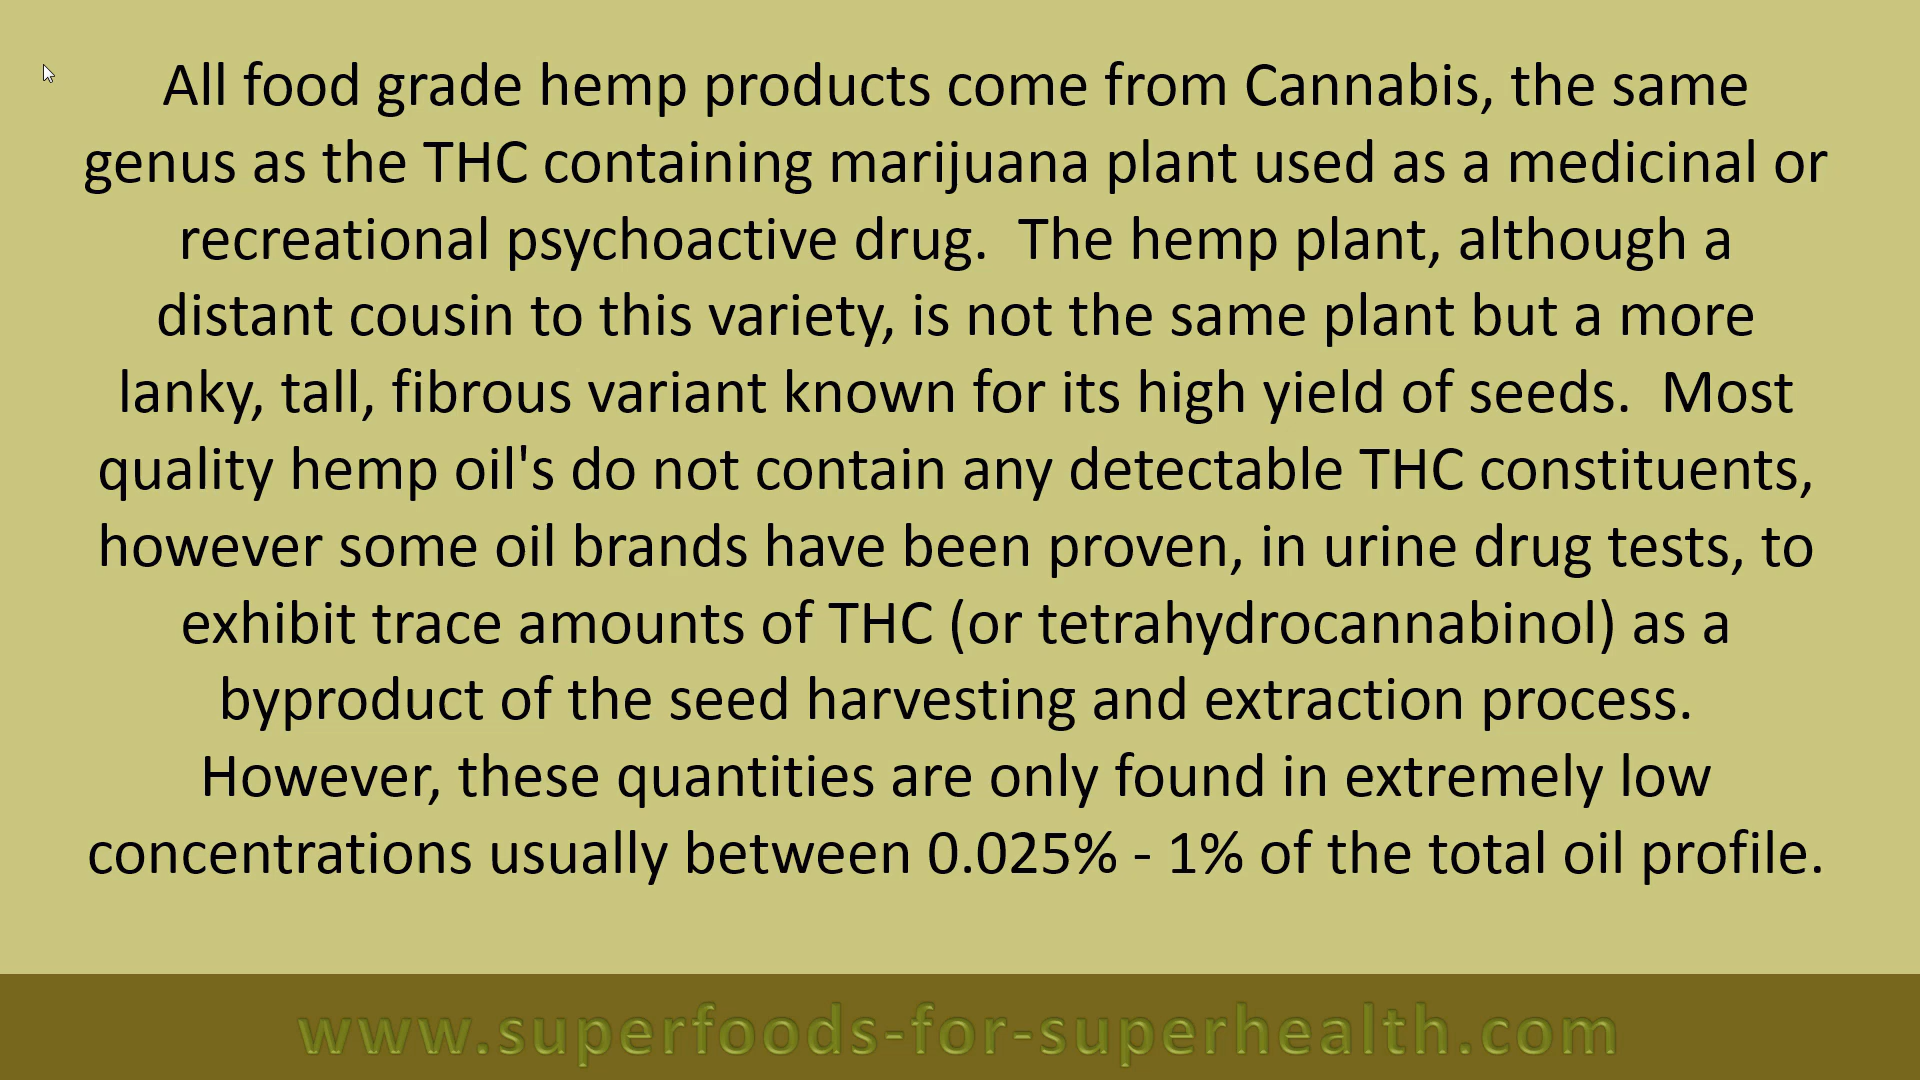 All food grade hemp products come from Cannabis, the same
genus as the THC containing marijuana plant used as a medicinal or
recreational psychoactive drug.  The hemp plant, although a
distant cousin to this variety, is not the same plant but a more
lanky, tall, fibrous variant known for its high yield of seeds.  Most
quality hemp oil's do not contain any detectable THC constituents,
however some oil brands have been proven, in urine drug tests, to
exhibit trace amounts of THC (or tetrahydrocannabinol) as a
byproduct of the seed harvesting and extraction process.
However, these quantities are only found in extremely low
concentrations usually between 0.025% - 1% of the total oil profile.
www.superfoods-for-superhealth.com